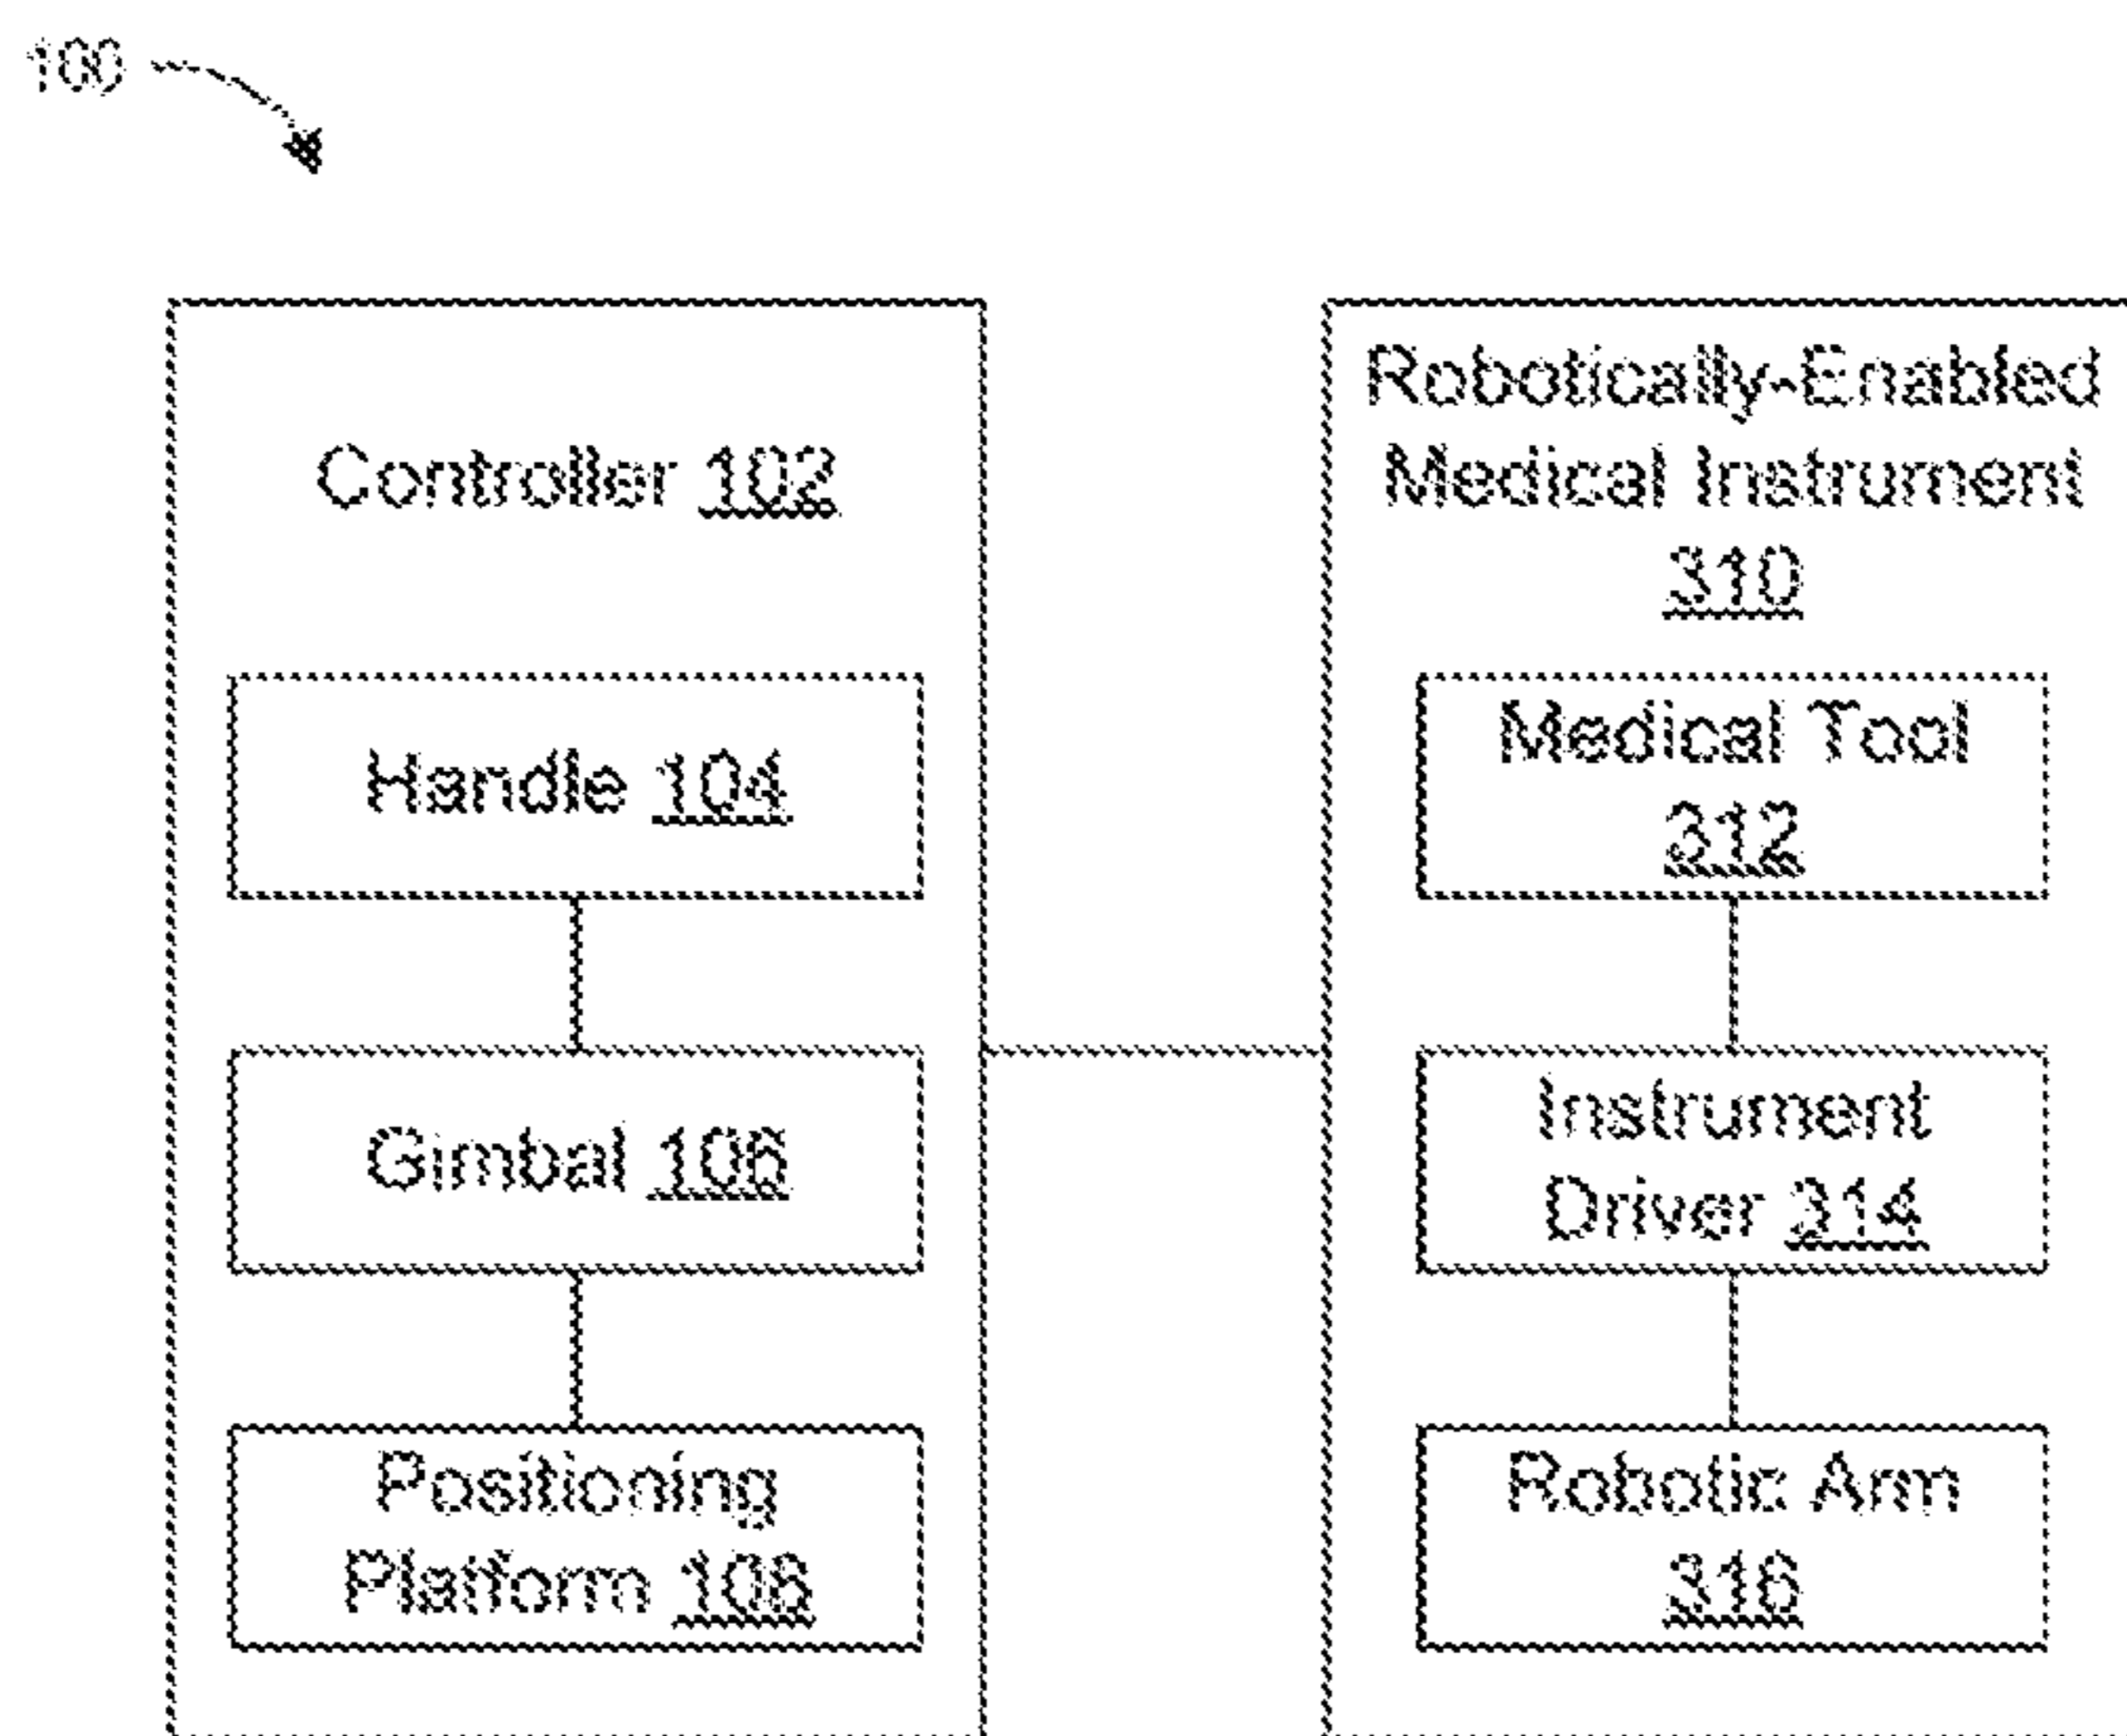 100
Controller 102
Handle 104
Gimbal 106
Positioning
Platform 108
Robotically-Enabled
Medical Instrument
310
Medical Tool
312
Instrument
Driver 314
Robotic Arm
316